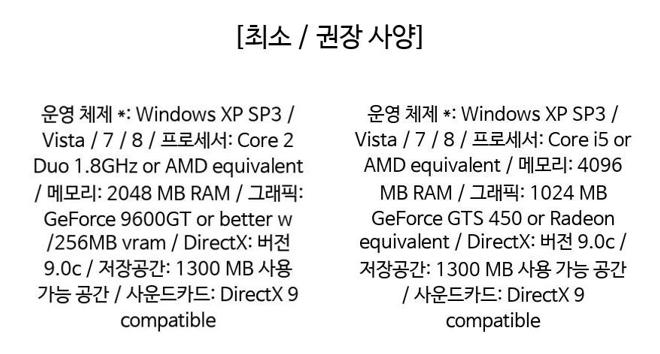 [최소 / 권장 사양]
운영 체제 *: Windows XP SP3 /
Vista / 7 / 8 / 프로세서: Core 2
Duo 1.8GHz or AMD equivalent
/ 메모리: 2048 MB RAM / 그래픽:
GeForce 9600GT or better w
/256MB vram / DirectX: 버전
9.0c / 저장공간: 1300 MB 사용
가능 공간 / 사운드카드: DirectX 9
compatible
운영 체제 *: Windows XP SP3 /
Vista / 7 / 8 / 프로세서: Core i5 or
AMD equivalent / 메모리: 4096
MB RAM / 그래픽: 1024 MB
GeForce GTS 450 or Radeon
equivalent / DirectX: 버전 9.0c /
저장공간: 1300 MB 사용 가능 공간
/ 사운드카드: DirectX 9
compatible